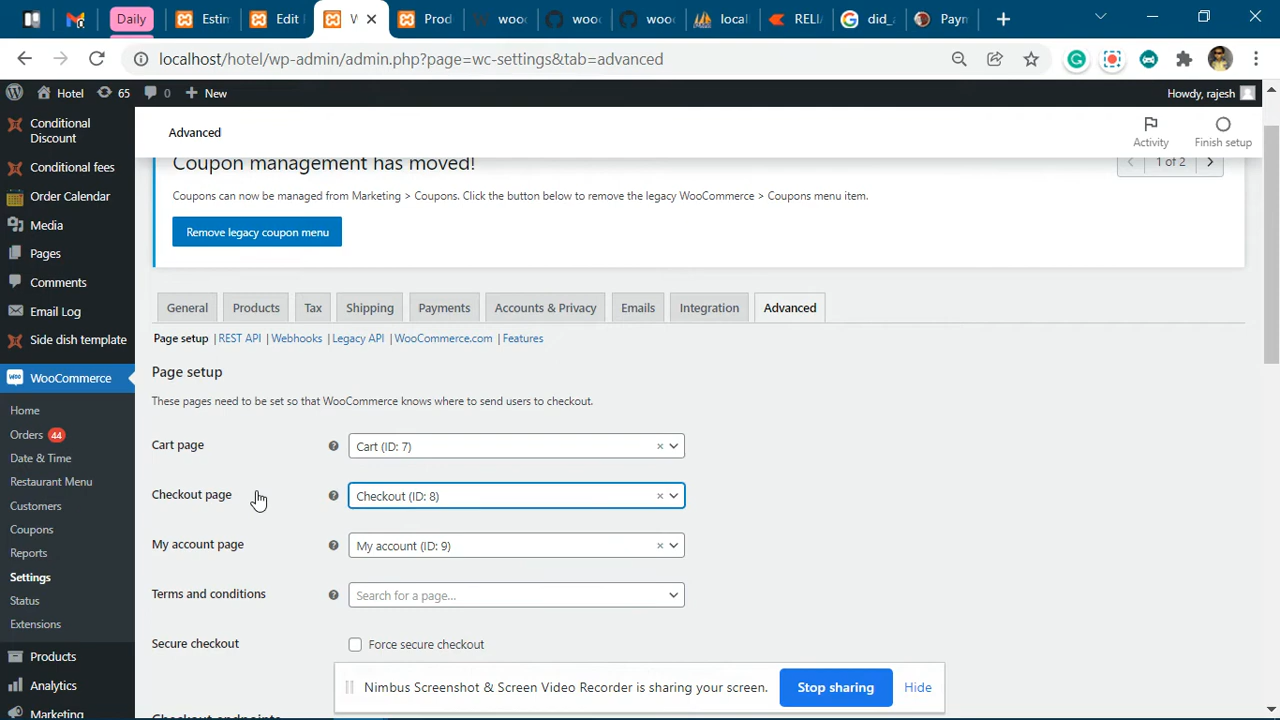 Daily
Estin
Edit
W
Prod
wooc
wooc
wooc
local
RELIA
did_a
Paym
localhost/hotel/wp-admin/admin.php?page=wc-settings&tab=advanced
Hotel
65
0
New
Howdy, rajesh
Conditional
Discount
Conditional fees
Order Calendar
Media
Pages
Comments
Email Log
Side dish template
WooCommerce
Home
Orders 44
Date & Time
Restaurant Menu
Customers
Coupons
Reports
Settings
Status
Extensions
Products
Analytics
Marketing
Advanced
Activity
Finish setup
Coupon management has moved!
1 of 2
Coupons can now be managed from Marketing > Coupons. Click the button below to remove the legacy WooCommerce > Coupons menu item.
Remove legacy coupon menu
General Products Tax Shipping Payments Accounts & Privacy Emails Integration Advanced
Page setup | REST API | Webhooks | Legacy API | WooCommerce.com | Features
Page setup
These pages need to be set so that WooCommerce knows where to send users to checkout.
Cart page
Cart (ID: 7)
Checkout page
Checkout (ID: 8)
My account page
My account (ID: 9)
Terms and conditions
Search for a page...
Secure checkout
Force secure checkout
Nimbus Screenshot & Screen Video Recorder is sharing your screen.
Stop sharing
Hide
Checkout endpoints